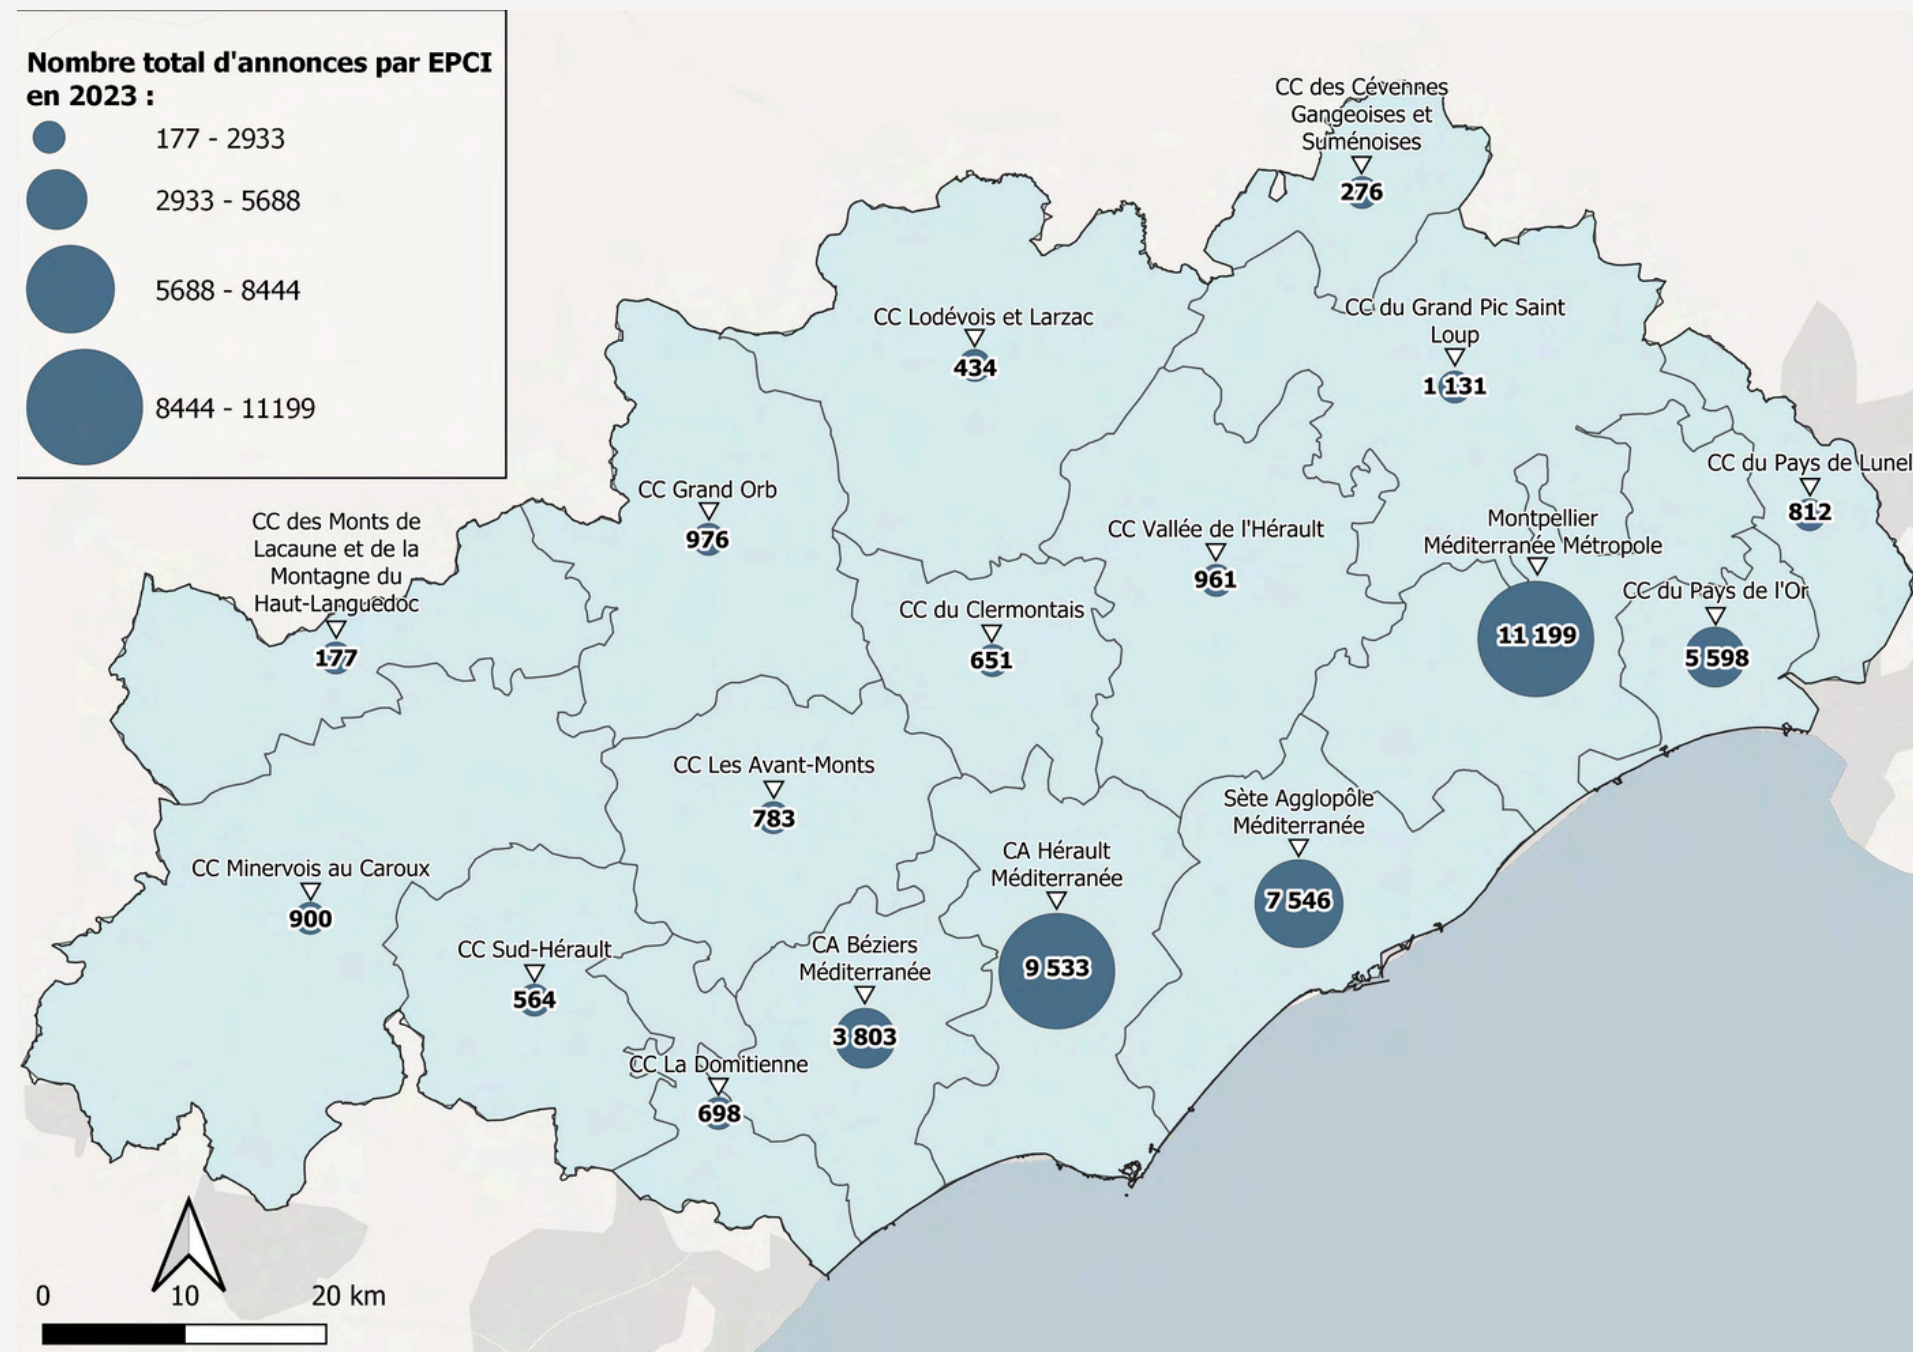 Nombre total d'annonces par EPCI
en 2023 :
177 - 2933
2933 - 5688
5688 - 8444
8444 - 11199
CC des Cévennes
Gangeoises et
Suménoises
276
CC Lodévois et Larzac
434
CC du Grand Pic Saint
Loup
1 131
CC du Pays de Lunel
812
CC Grand Orb
976
CC des Monts de
Lacaune et de la
Montagne du
Haut-Languedoc
177
CC Vallée de l'Hérault
961
Montpellier
Méditerranée Métropole
11 199
CC du Pays de l'Or
5 598
CC du Clermontais
651
CC Les Avant-Monts
783
Sète Agglopôle
Méditerranée
7 546
CA Hérault
Méditerranée
9 533
CC Minervois au Caroux
900
CC Sud-Hérault
564
CA Béziers
Méditerranée
3 803
CC La Domitienne
698
0 10 20 km